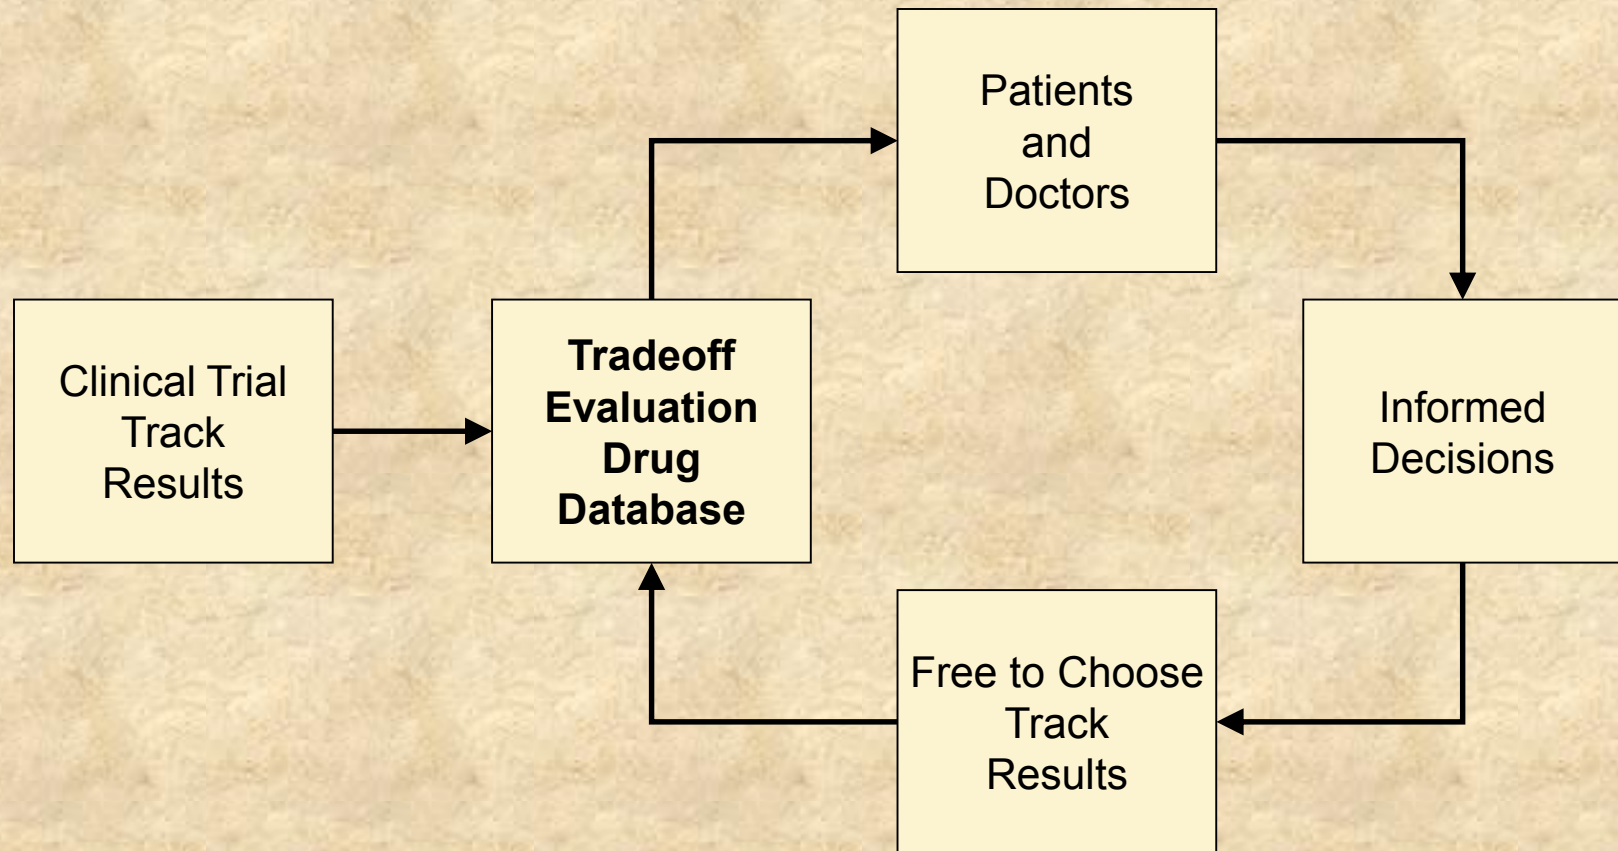 Patients
and
Doctors
Clinical Trial
Track
Results
Tradeoff
Evaluation
Drug
Database
Informed
Decisions
Free to Choose
Track
Results